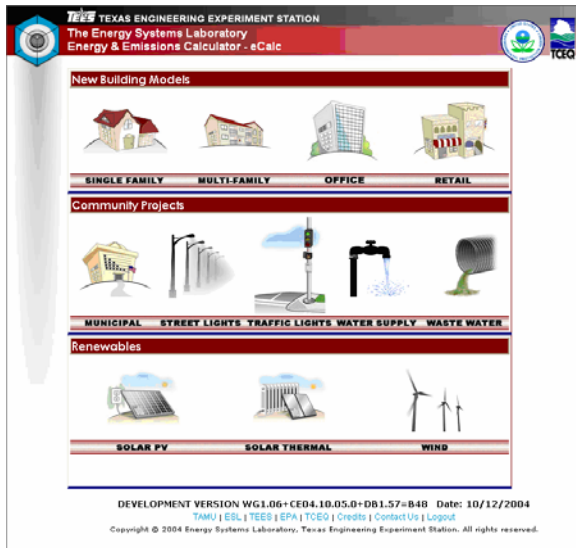 TEES TEXAS ENGINEERING EXPERIMENT STATION
The Energy Systems Laboratory
Energy & Emissions Calculator - eCalc
TCEQ
New Building Models
SINGLE FAMILY MULTI-FAMILY OFFICE RETAIL
Community Projects
MUNICIPAL STREET LIGHTS TRAFFIC LIGHTS WATER SUPPLY WASTE WATER
Renewables
SOLAR PV SOLAR THERMAL WIND
DEVELOPMENT VERSION WG1.06+CE04.10.05.0+DB1.57=B48 Date: 10/12/2004
TAMU | ESL | TEES | EPA | TCEQ | Credits | Contact Us | Logout
Copyright © 2004 Energy Systems Laboratory, Texas Engineering Experiment Station. All rights reserved.